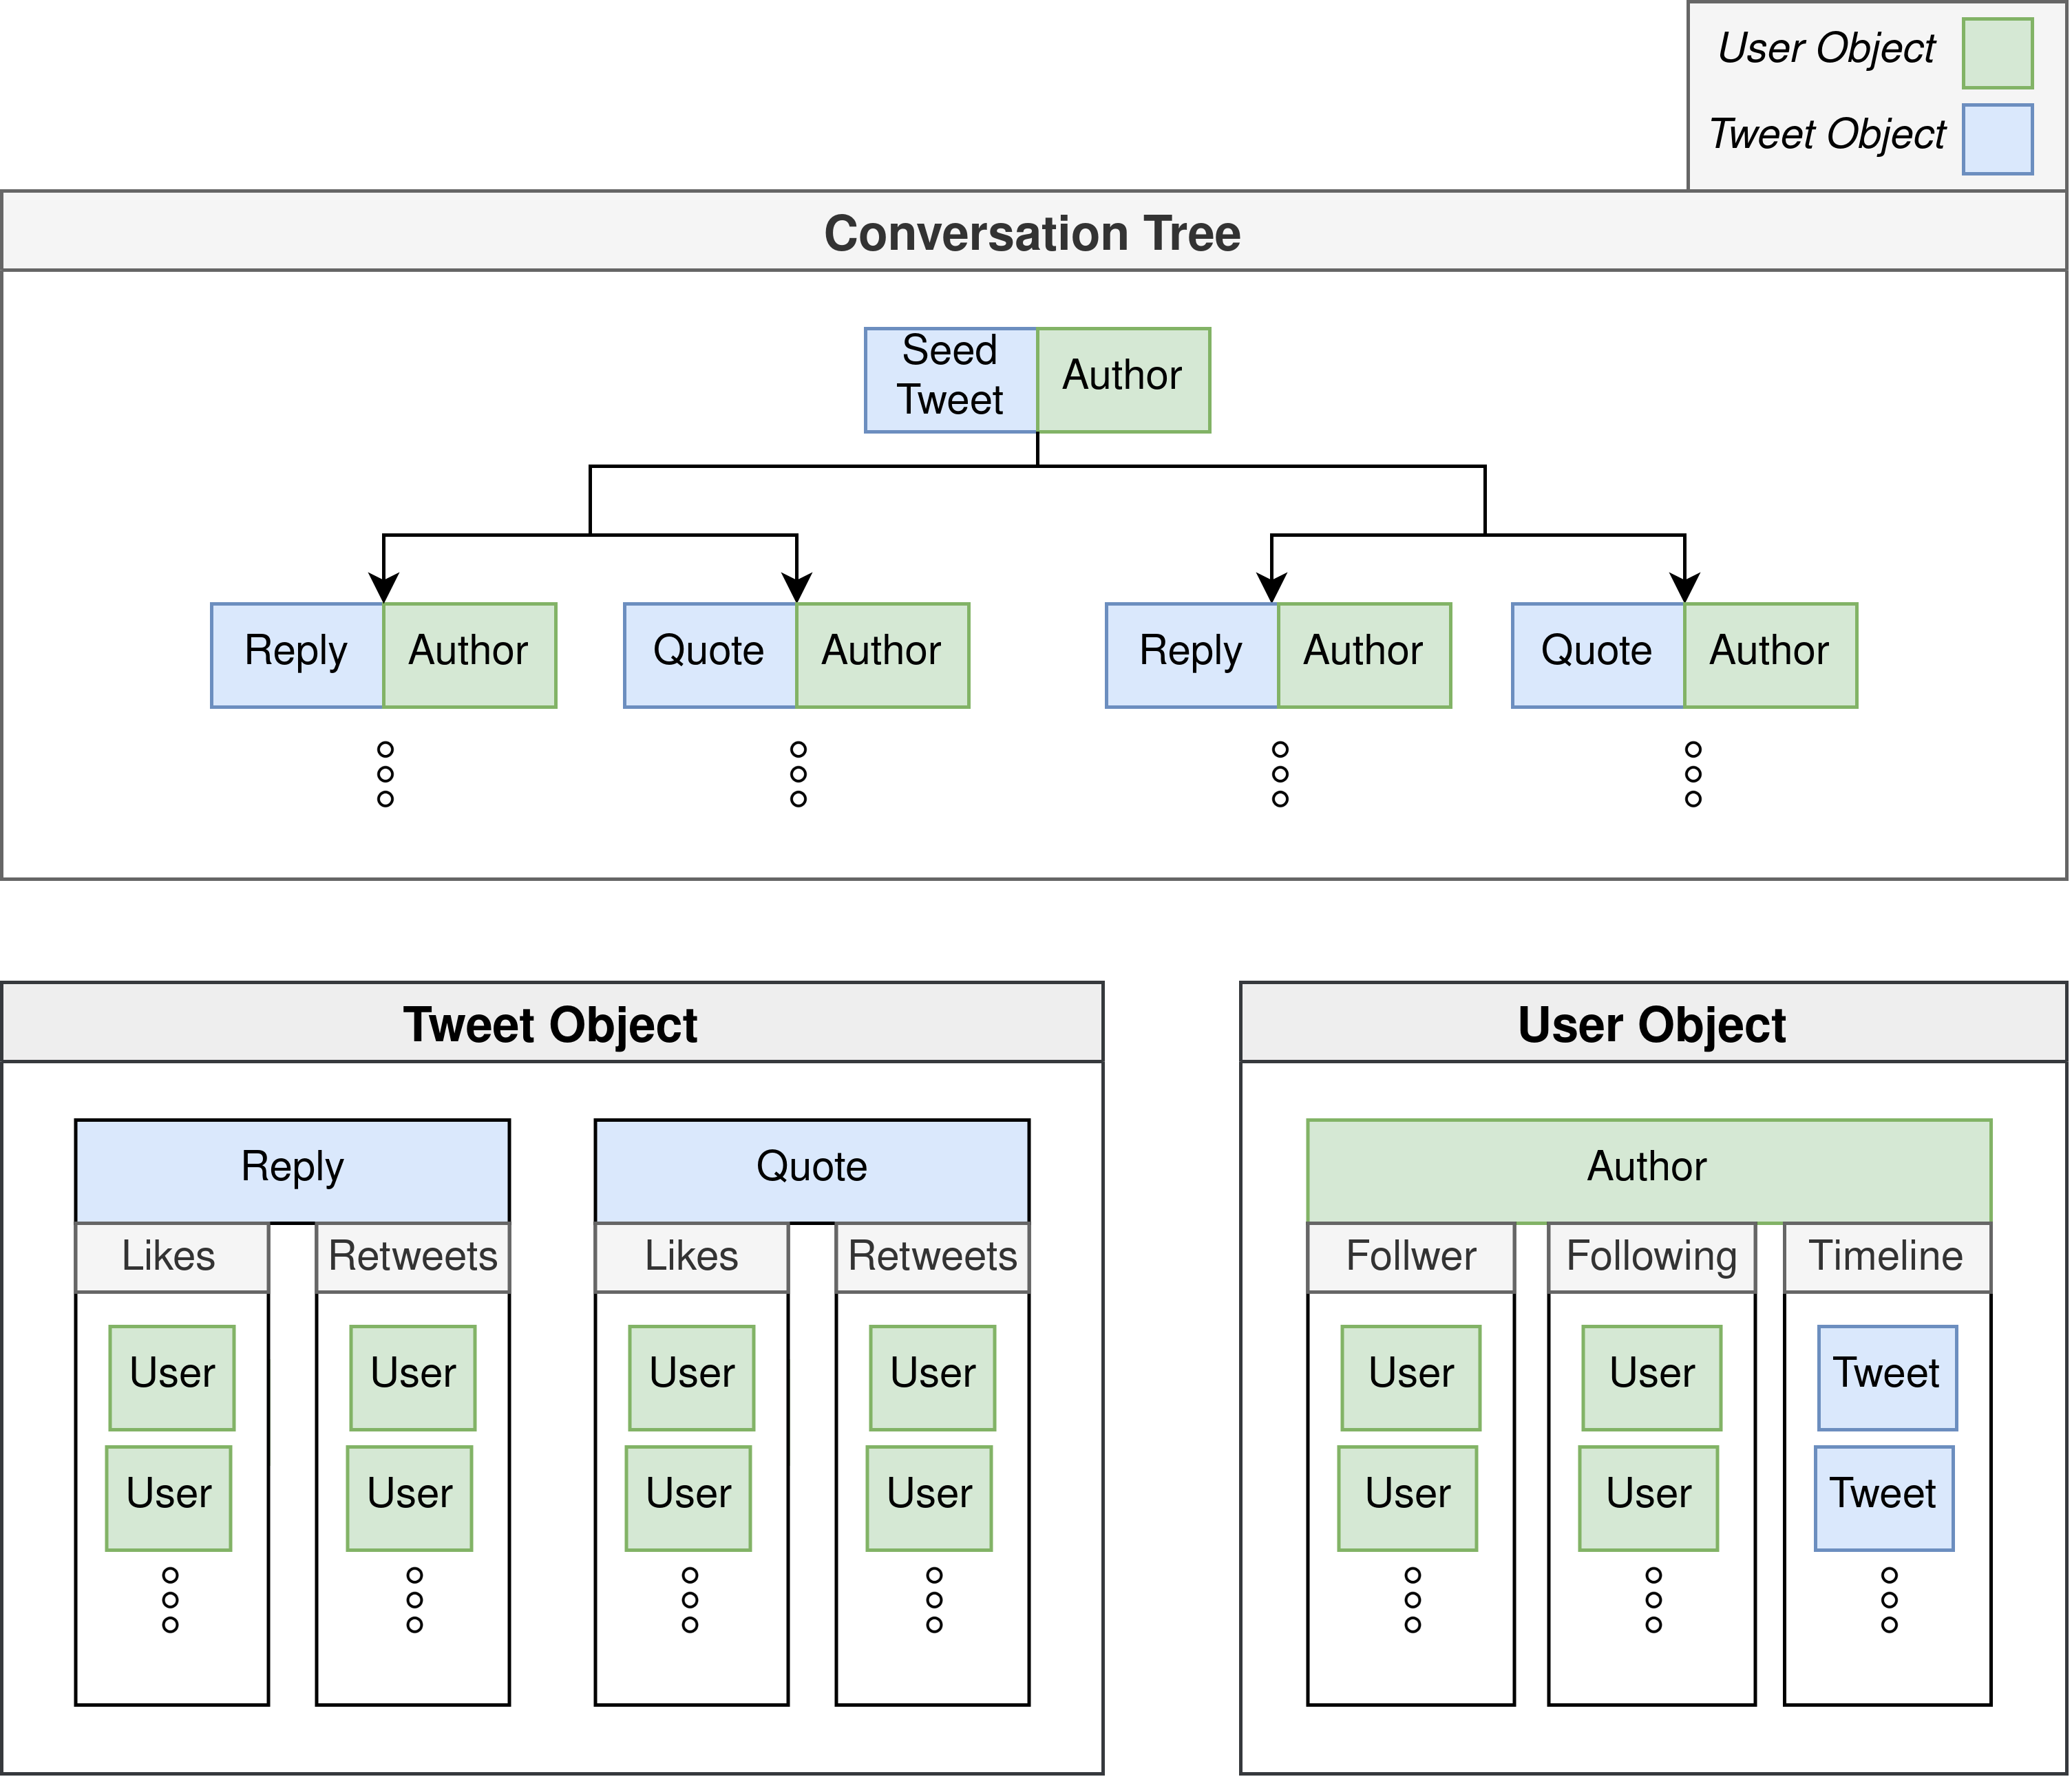 User Object
Tweet Object
Conversation Tree
Seed
Tweet
Author
Reply
Author
Quote
Author
Reply
Author
Quote
Author
Tweet Object
Reply
Quote
Likes
Retweets
Likes
Retweets
User
User
User
User
User
User
User
User
User Object
Author
Follwer
Following
Timeline
User
User
Tweet
User
User
Tweet